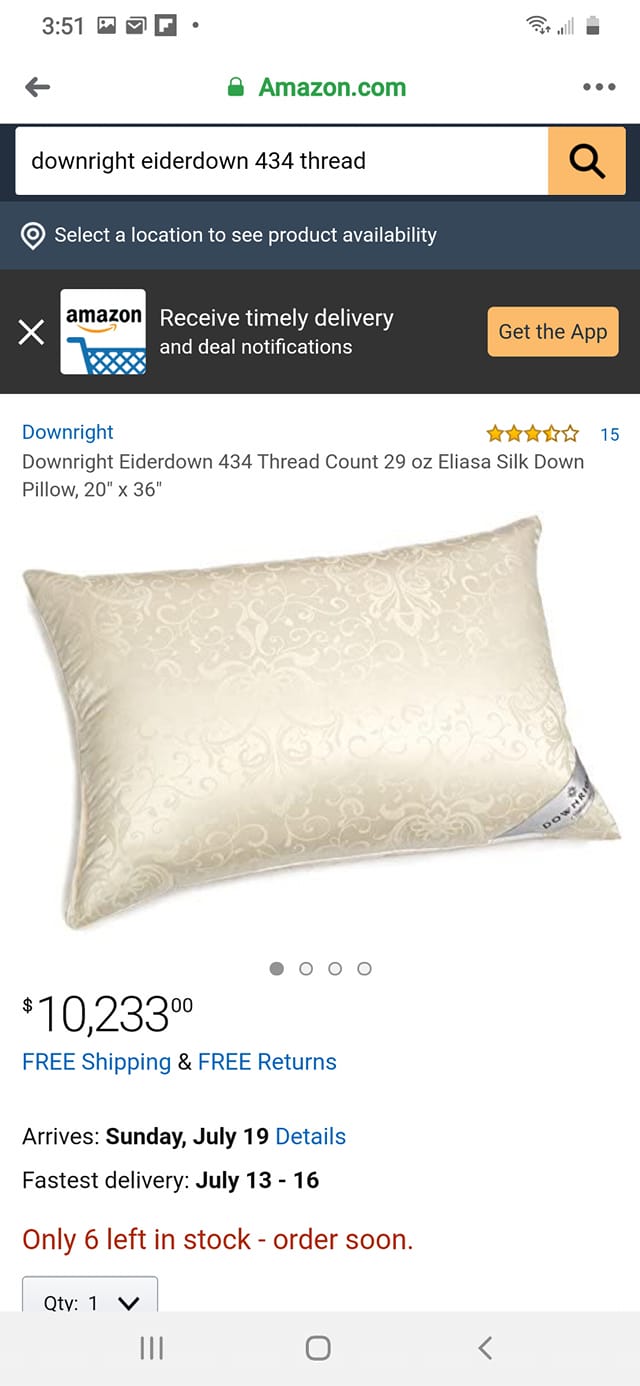 3:51
Amazon.com
downright eiderdown 434 thread
Select a location to see product availability
amazon
Receive timely delivery
and deal notifications
Get the App
Downright
15
Downright Eiderdown 434 Thread Count 29 oz Eliasa Silk Down
Pillow, 20" x 36"
$10,23300
FREE Shipping & FREE Returns
Arrives: Sunday, July 19 Details
Fastest delivery: July 13 - 16
Only 6 left in stock - order soon.
Qty: 1